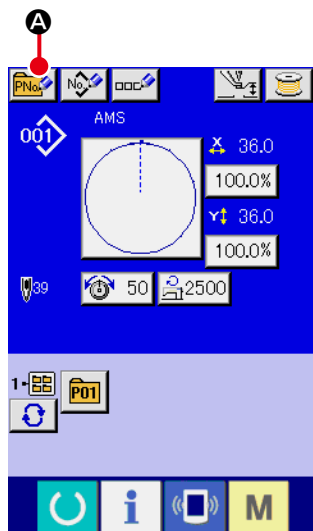 A
PNo. No.
AMS
001 X 36.0
100.0%
Y 36.0
100.0%
39 50 2500
1• P01
i M